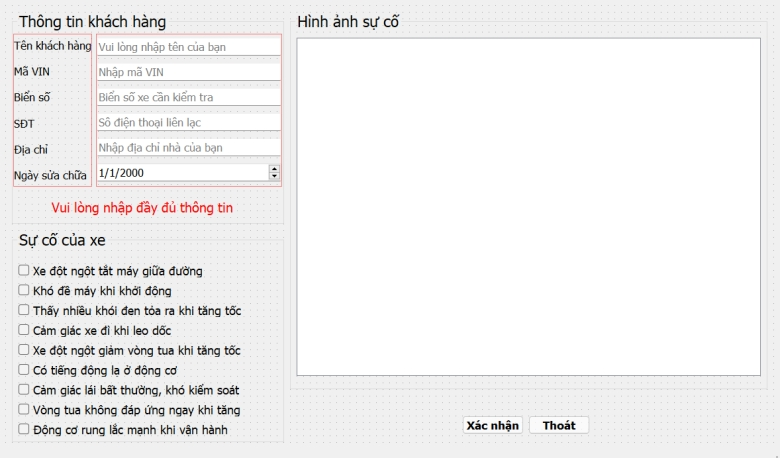 Thông tin khách hàng
Tên khách hàng
Vui lòng nhập tên của bạn
Mã VIN
Nhập mã VIN
Biển số
Biển số xe cần kiểm tra
SĐT
Số điện thoại liên lạc
Địa chỉ
Nhập địa chỉ nhà của bạn
Ngày sửa chữa
1/1/2000
Vui lòng nhập đầy đủ thông tin
Sự cố của xe
Xe đột ngột tắt máy giữa đường
Khó đề máy khi khởi động
Thấy nhiều khói đen tỏa ra khi tăng tốc
Cảm giác xe đì khi leo dốc
Xe đột ngột giảm vòng tua khi tăng tốc
Có tiếng động lạ ở động cơ
Cảm giác lái bất thường, khó kiểm soát
Vòng tua không đáp ứng ngay khi tăng
Động cơ rung lắc mạnh khi vận hành
Hình ảnh sự cố
Xác nhận
Thoát